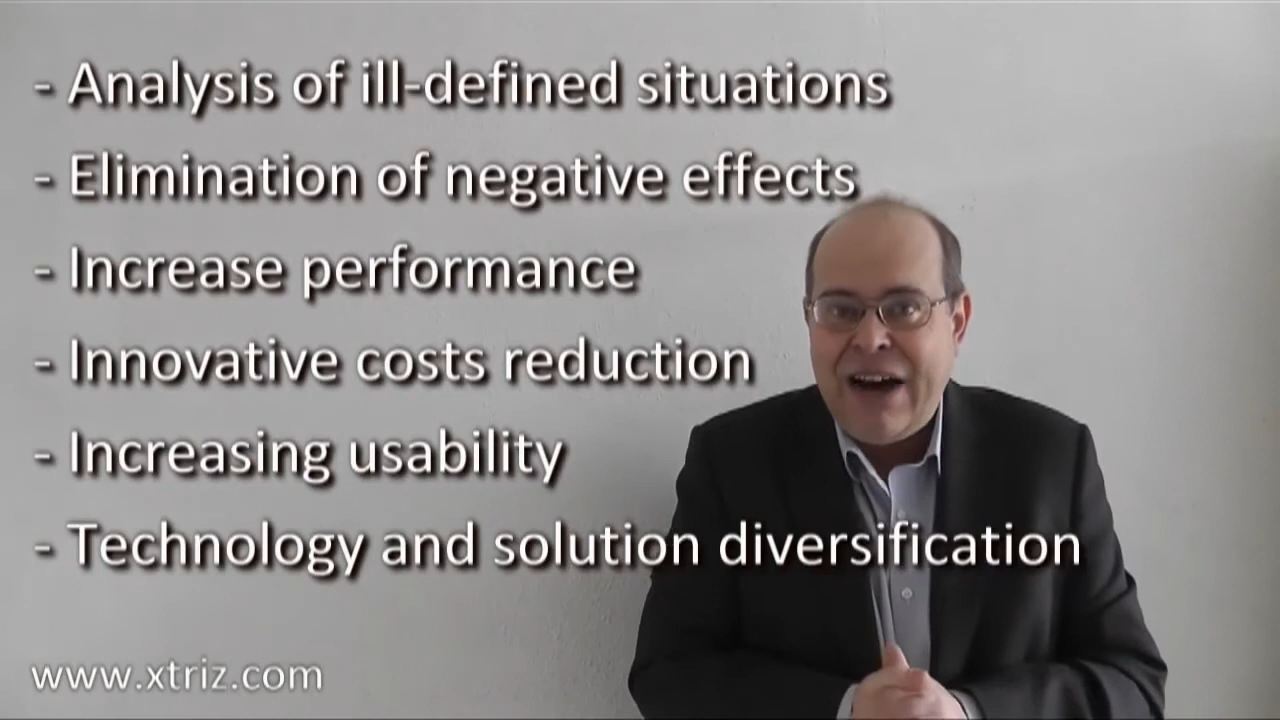 - Analysis of ill-defined situations
- Elimination of negative effects
- Increase performance
- Innovative costs reduction
- Increasing usability
- Technology and solution diversification
www.xtriz.com